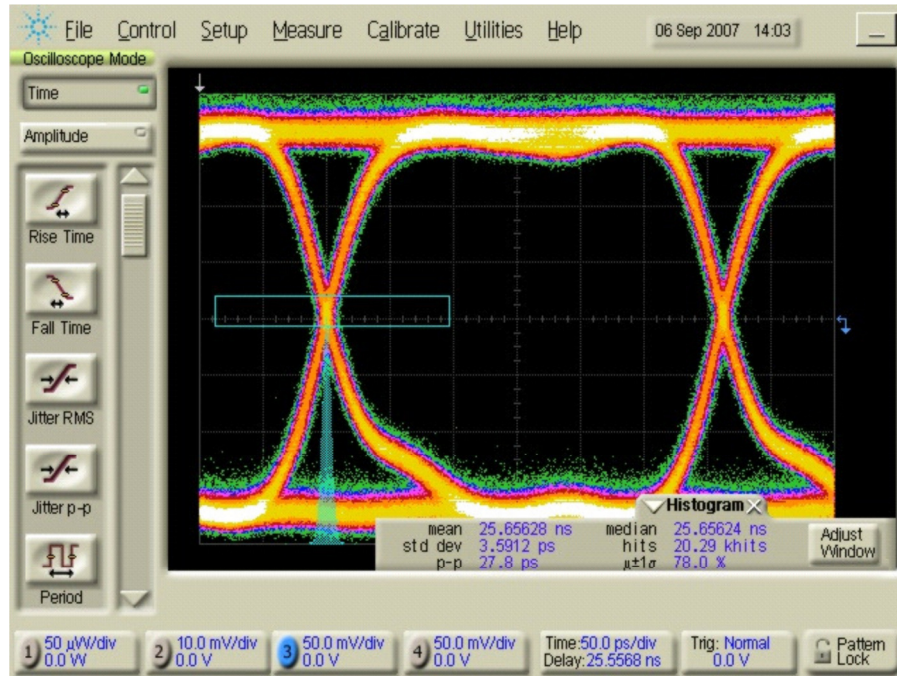 File Control Setup Measure Calibrate Utilities Help 06 Sep 2007 14:03
Oscilloscope Mode
Time
Amplitude
Rise Time
Fall Time
Jitter RMS
Jitter p-p
Period
Histogram
mean 25.65628 ns median 25.65624 ns
std dev 3.5912 ps hits 20.29 khits
p-p 27.8 ps μ±1σ 78.0 %
Adjust
Window
1 50 μW/div
0.0 W
2 10.0 mV/div
0.0 V
3 50.0 mV/div
0.0 V
4 50.0 mV/div
0.0 V
Time:50.0 ps/div
Delay:25.5568 ns
Trig: Normal
0.0 V
Pattern
Lock